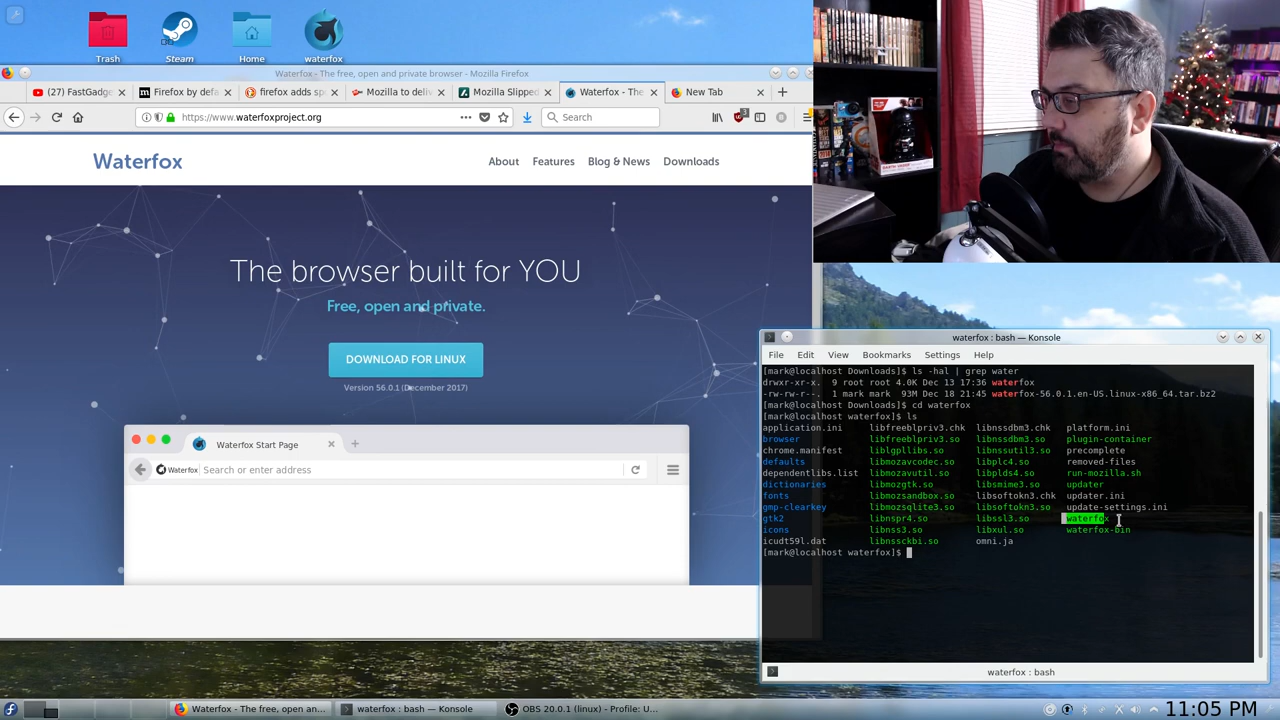 Trash
Steam
Home
waterfox
Waterfox - The free, open and private browser - Mozilla Firefox
(27) FastGadge
Firefox by de
Mozilla to deliv
Mozilla Slipped
Waterfox - The
New Tab
https://www.waterfoxproject.org
Search
Waterfox
About
Features
Blog & News
Downloads
The browser built for YOU
Free, open and private.
DOWNLOAD FOR LINUX
Version 56.0.1 (December 2017)
Waterfox Start Page
Waterfox
Search or enter address
waterfox : bash — Konsole
File Edit View Bookmarks Settings Help
[mark@localhost Downloads]$ ls -hal | grep water
drwxr-xr-x. 9 root root 4.0K Dec 13 17:36 waterfox
-rw-rw-r--. 1 mark mark 93M Dec 18 21:45 waterfox-56.0.1.en-US.linux-x86_64.tar.bz2
[mark@localhost Downloads]$ cd waterfox
[mark@localhost waterfox]$ ls
application.ini libfreeblpriv3.chk libnssdbm3.chk platform.ini
browser libfreeblpriv3.so libnssdbm3.so plugin-container
chrome.manifest liblgpllibs.so libnssutil3.so precomplete
defaults libmozavcodec.so libplc4.so removed-files
dependentlibs.list libmozavutil.so libplds4.so run-mozilla.sh
dictionaries libmozgtk.so libsmime3.so updater
fonts libmozsandbox.so libsoftokn3.chk updater.ini
gmp-clearkey libmozsqlite3.so libsoftokn3.so update-settings.ini
gtk2 libnspr4.so libssl3.so waterfox
icons libnss3.so libxul.so waterfox-bin
icudt59l.dat libnssckbi.so omni.ja
[mark@localhost waterfox]$
waterfox : bash
Waterfox - The free, open an...
waterfox : bash — Konsole
OBS 20.0.1 (linux) - Profile: U...
11:05 PM